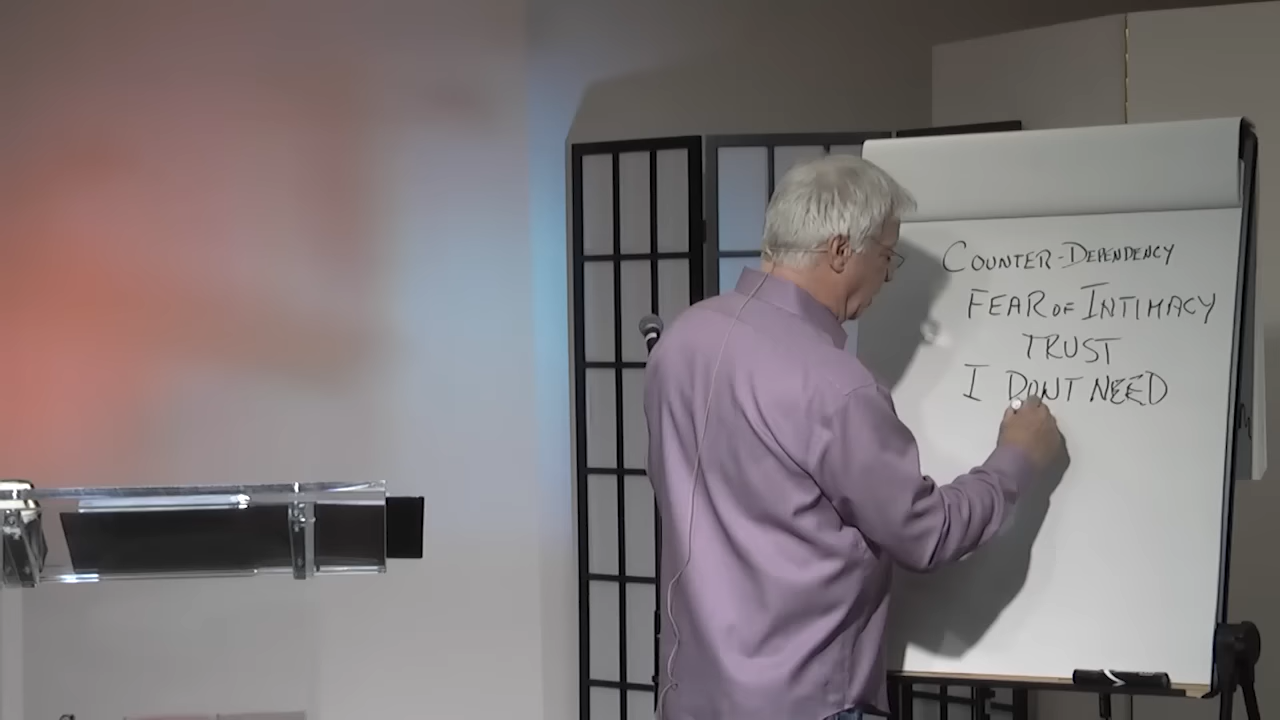 COUNTER-DEPENDENCY
FEAR OF INTIMACY
TRUST
I DONT NEED